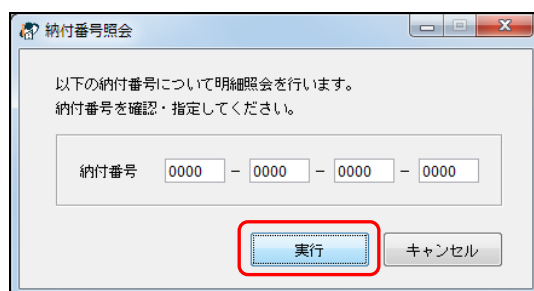 納付番号照会
以下の納付番号について明細照会を行います。
納付番号を確認・指定してください。
納付番号 0000 － 0000 － 0000 － 0000
実行 キャンセル